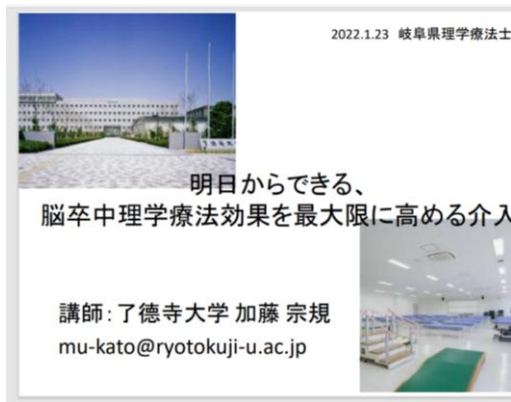 2022.1.23 岐阜県理学療法士
明日からできる、
脳卒中理学療法効果を最大限に高める介入
講師：了德寺大学 加藤 宗規
mu-kato@ryotokuji-u.ac.jp